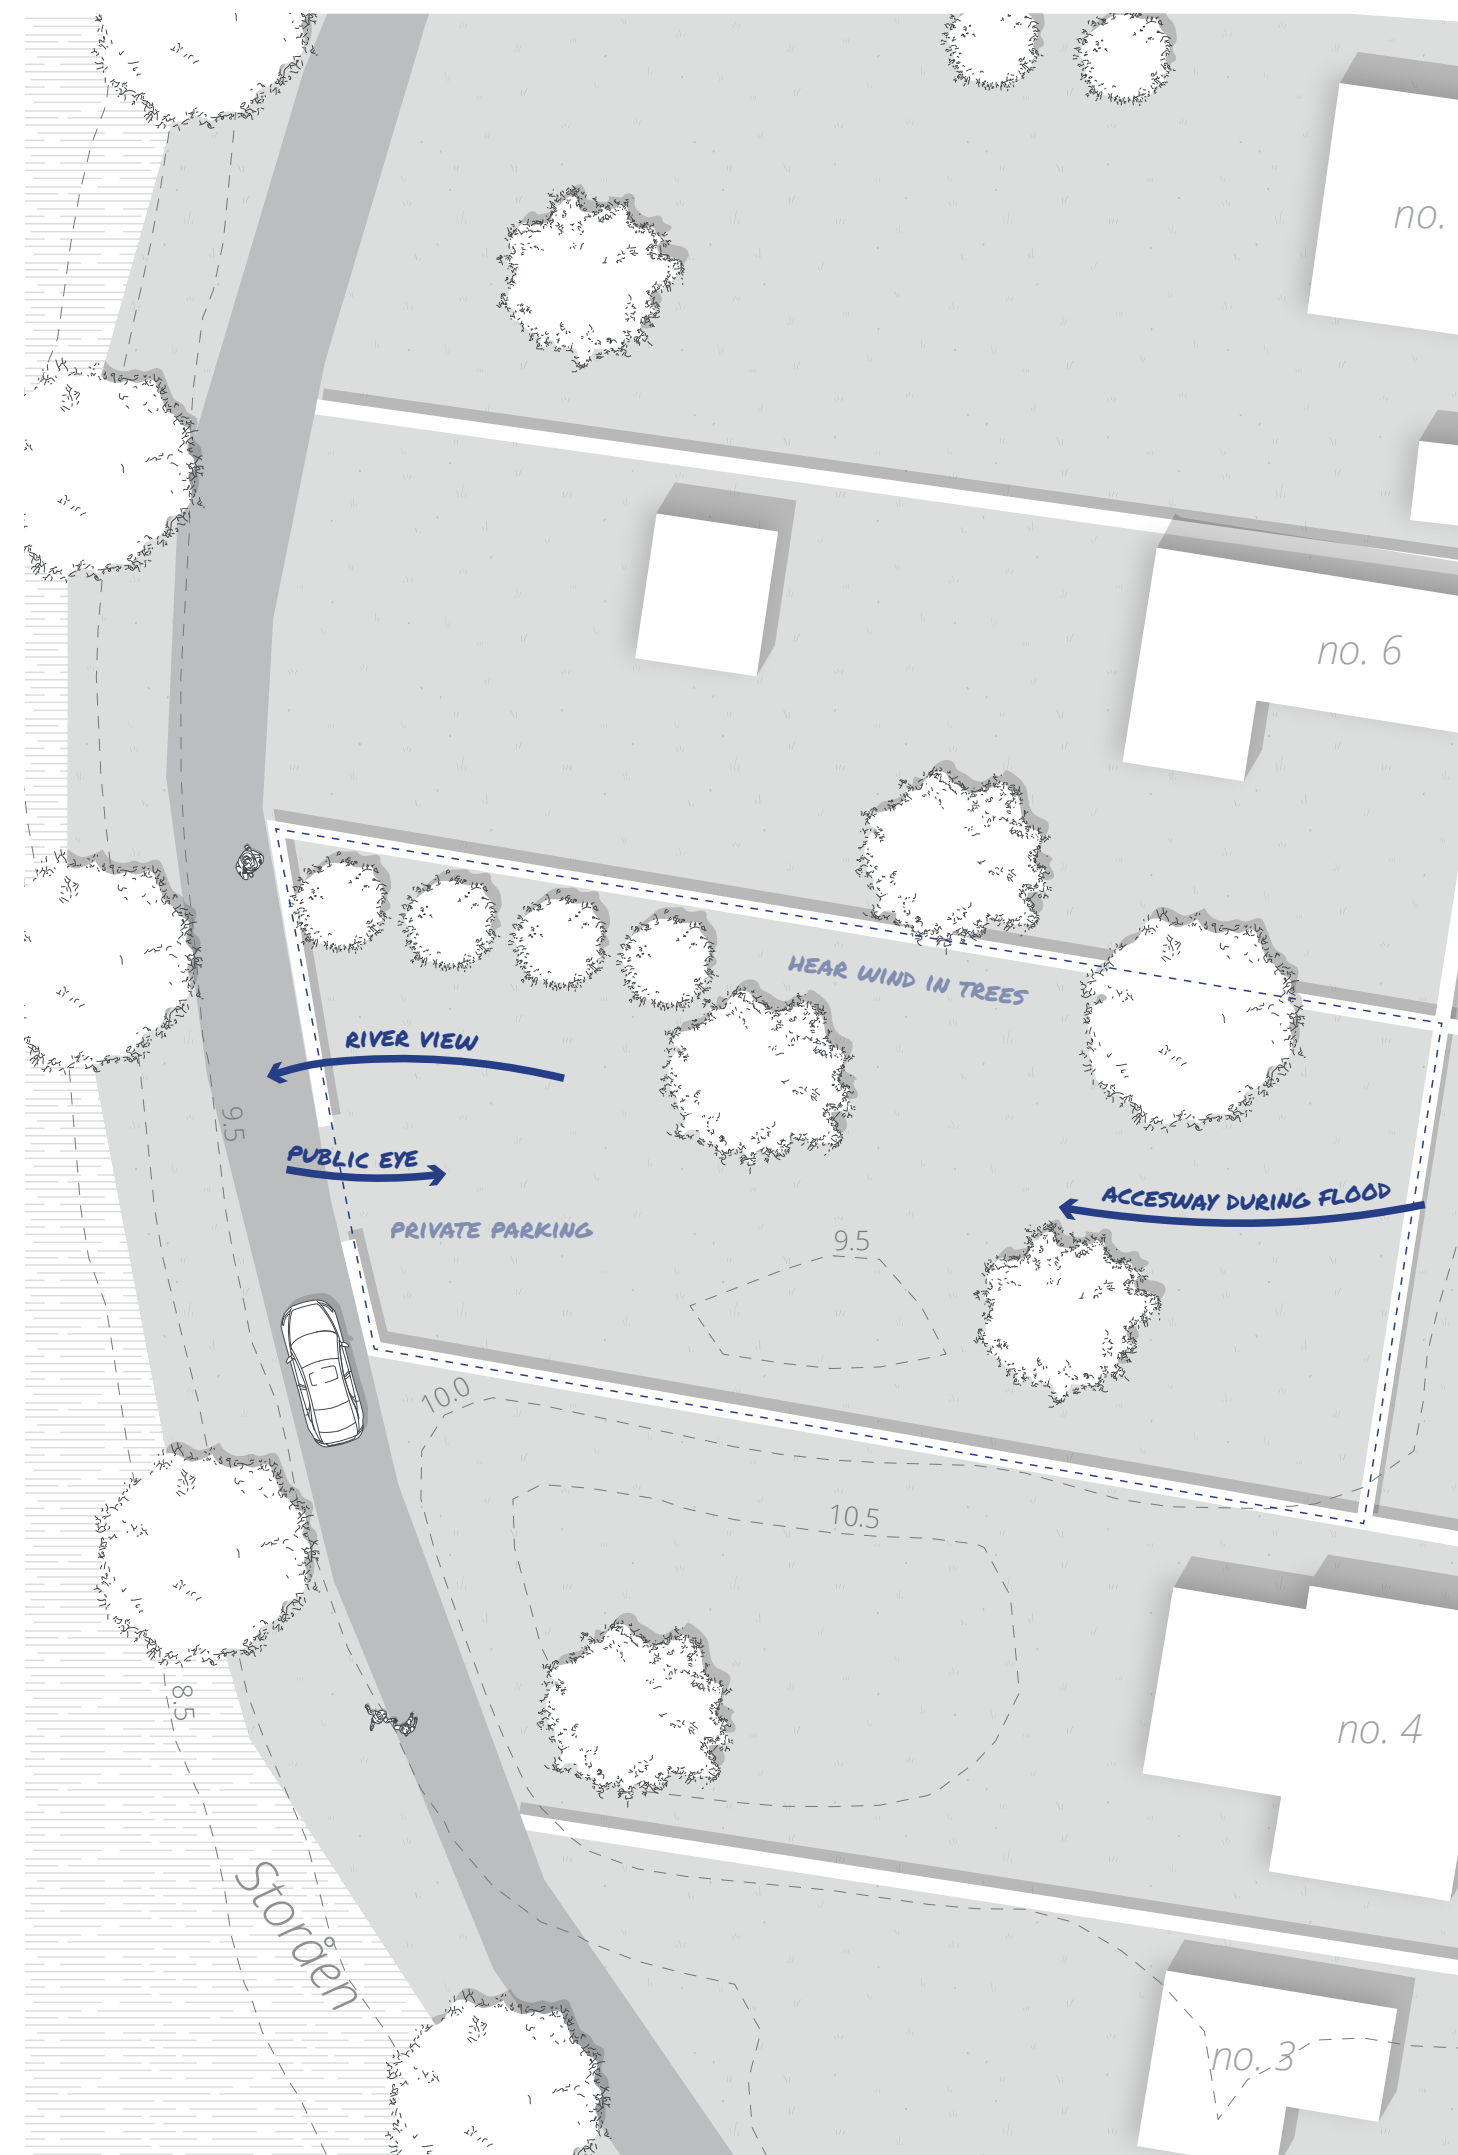 no.
no. 6
HEAR WIND IN TREES
RIVER VIEW
9.5
PUBLIC EYE
ACCESWAY DURING FLOOD
PRIVATE PARKING
9.5
10.0
10.5
8.5
no. 4
Storåen
no. 3